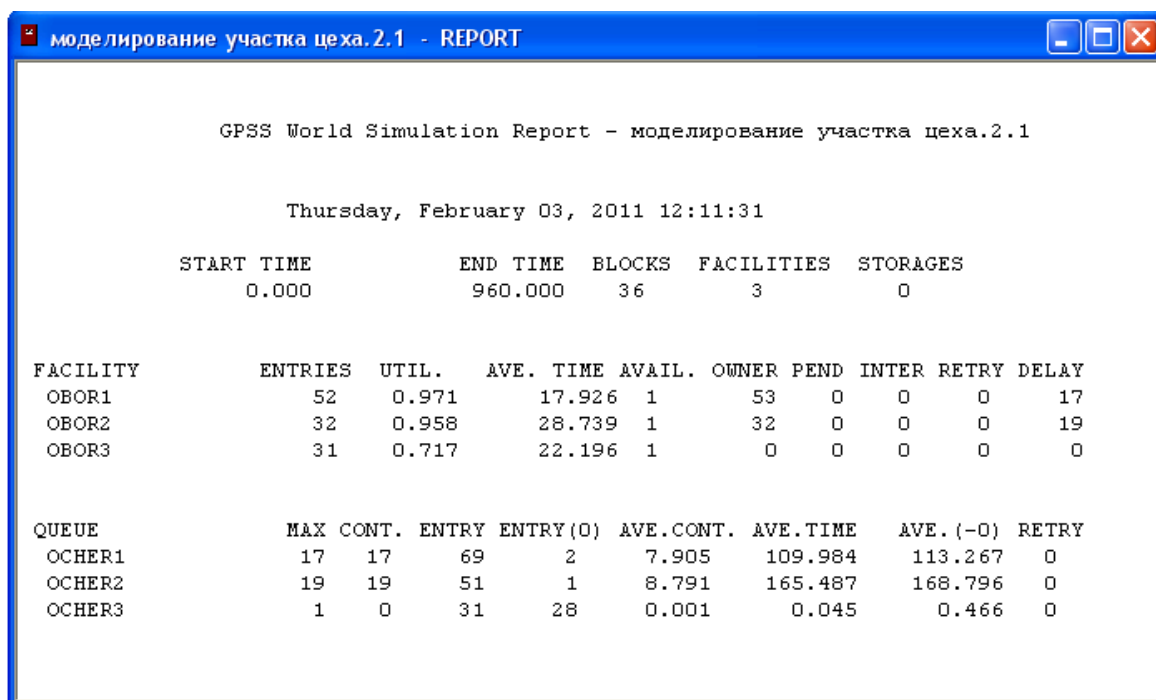 моделирование участка цеха.2.1 - REPORT
GPSS World Simulation Report - моделирование участка цеха.2.1
Thursday, February 03, 2011 12:11:31
START TIME END TIME BLOCKS FACILITIES STORAGES
0.000 960.000 36 3 0
FACILITY ENTRIES UTIL. AVE. TIME AVAIL. OWNER PEND INTER RETRY DELAY
OBOR1 52 0.971 17.926 1 53 0 0 0 17
OBOR2 32 0.958 28.739 1 32 0 0 0 19
OBOR3 31 0.717 22.196 1 0 0 0 0 0
QUEUE MAX CONT. ENTRY ENTRY(0) AVE.CONT. AVE.TIME AVE.(-0) RETRY
OCHER1 17 17 69 2 7.905 109.984 113.267 0
OCHER2 19 19 51 1 8.791 165.487 168.796 0
OCHER3 1 0 31 28 0.001 0.045 0.466 0